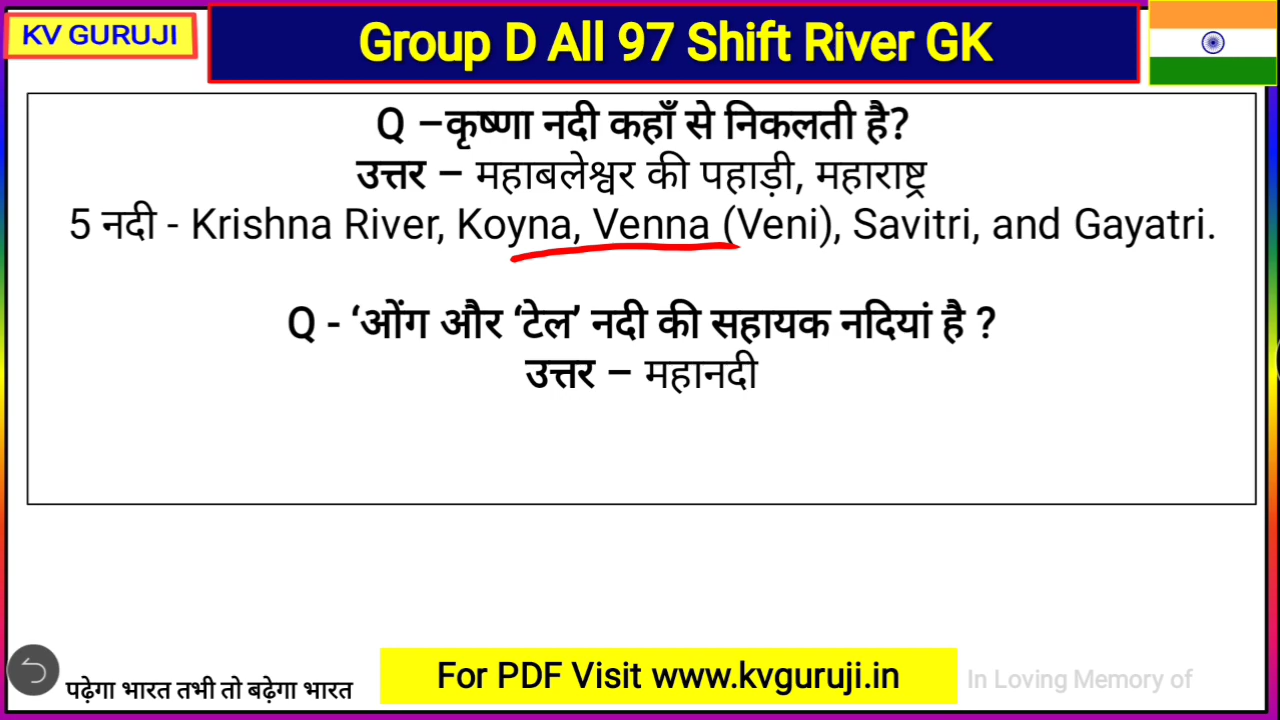 KV GURUJI
Group D All 97 Shift River GK
Q –कृष्णा नदी कहाँ से निकलती है?
उत्तर – महाबलेश्वर की पहाड़ी, महाराष्ट्र
5 नदी - Krishna River, Koyna, Venna (Veni), Savitri, and Gayatri.
Q - ‘ओंग और ‘टेल’ नदी की सहायक नदियां है ?
उत्तर – महानदी
पढ़ेगा भारत तभी तो बढ़ेगा भारत
For PDF Visit www.kvguruji.in
In Loving Memory of